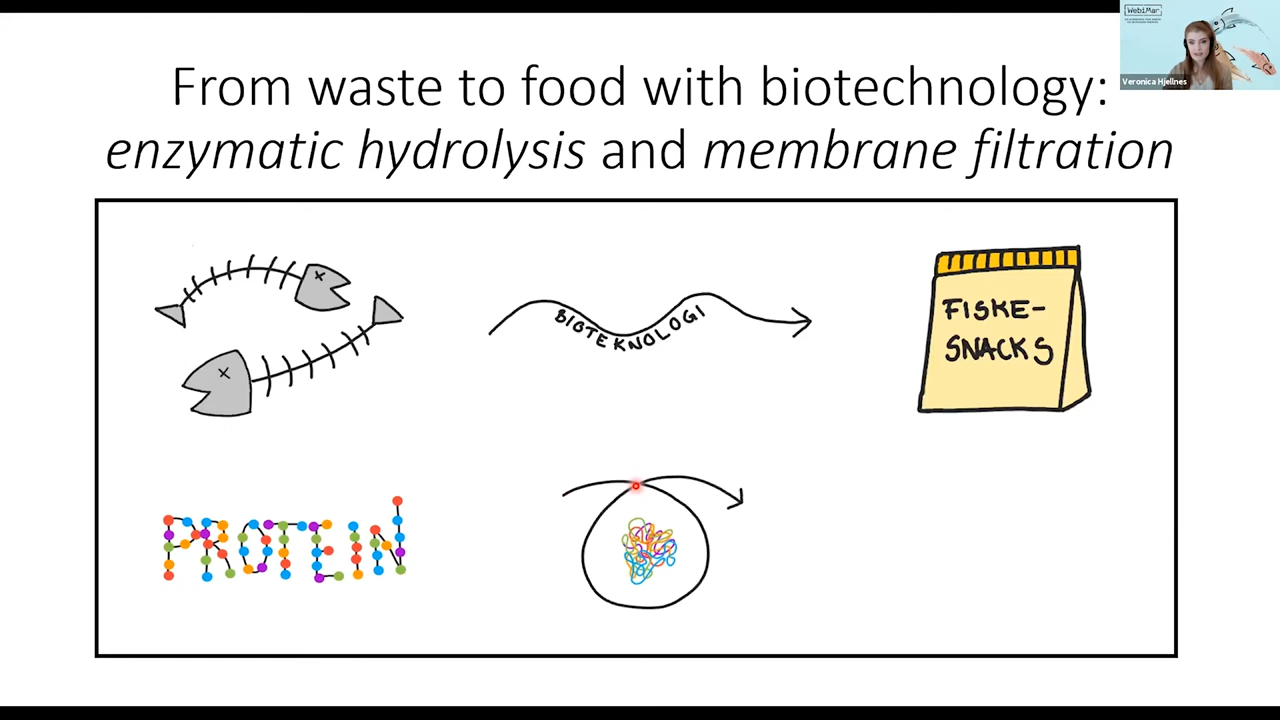 WebiMar
Veronica Hjellnes
From waste to food with biotechnology:
enzymatic hydrolysis and membrane filtration
BIOTEKNOLOGI
FISKE-
SNACKS
PROTEIN